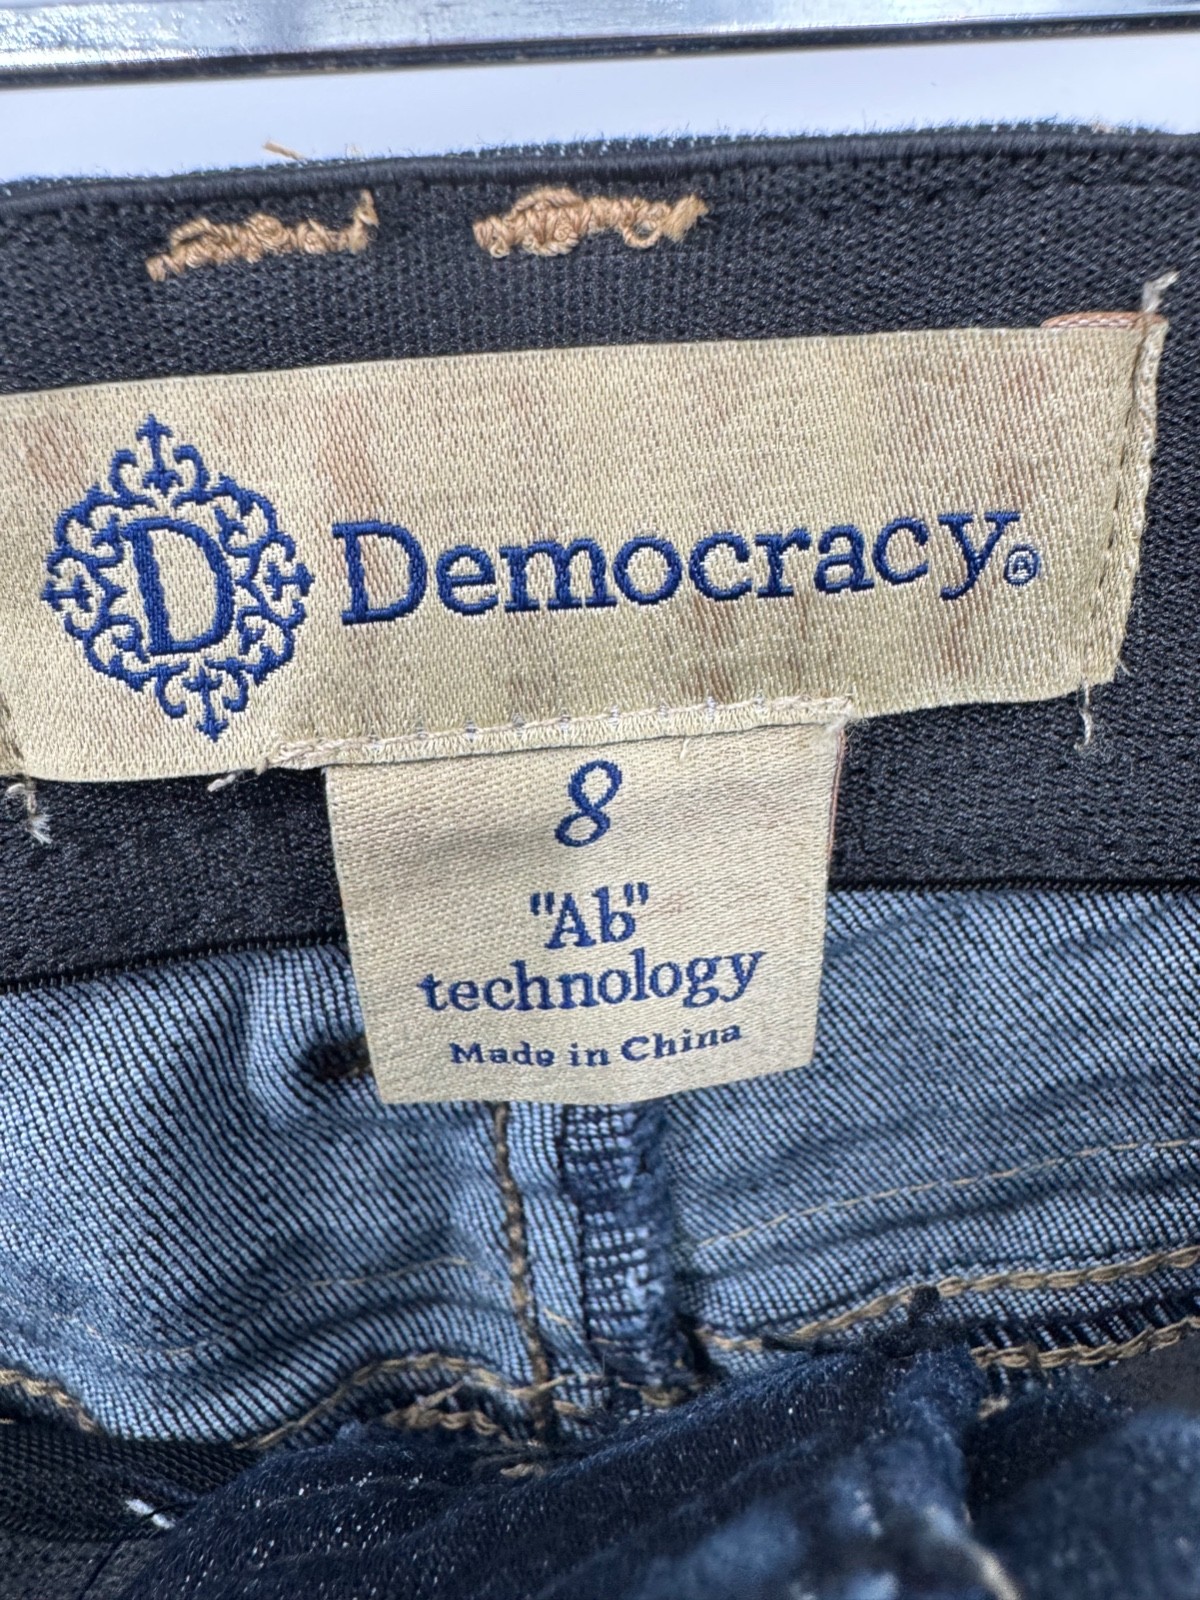 D Democracy®
8
"Ab"
technology
Made in China